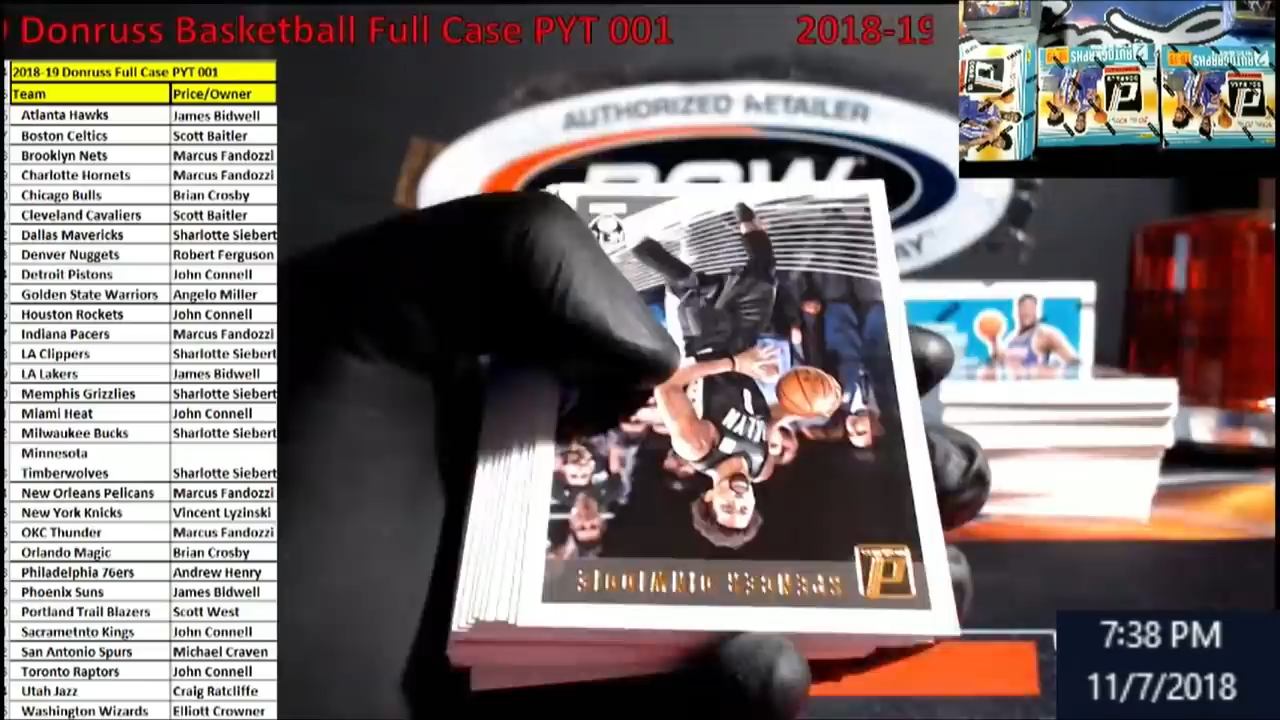 Donruss Basketball Full Case PYT 001 2018-19
2018-19 Donruss Full Case PYT 001
Team Price/Owner
Atlanta Hawks James Bidwell
Boston Celtics Scott Baitler
Brooklyn Nets Marcus Fandozzi
Charlotte Hornets Marcus Fandozzi
Chicago Bulls Brian Crosby
Cleveland Cavaliers Scott Baitler
Dallas Mavericks Sharlotte Siebert
Denver Nuggets Robert Ferguson
Detroit Pistons John Connell
Golden State Warriors Angelo Miller
Houston Rockets John Connell
Indiana Pacers Marcus Fandozzi
LA Clippers Sharlotte Siebert
LA Lakers James Bidwell
Memphis Grizzlies Sharlotte Siebert
Miami Heat John Connell
Milwaukee Bucks Sharlotte Siebert
Minnesota
Timberwolves Sharlotte Siebert
New Orleans Pelicans Marcus Fandozzi
New York Knicks Vincent Lyzinski
OKC Thunder Marcus Fandozzi
Orlando Magic Brian Crosby
Philadelphia 76ers Andrew Henry
Phoenix Suns James Bidwell
Portland Trail Blazers Scott West
Sacrametnto Kings John Connell
San Antonio Spurs Michael Craven
Toronto Raptors John Connell
Utah Jazz Craig Ratcliffe
Washington Wizards Elliott Crowner
AUTHORIZED RETAILER
SPENCER DINWIDDIE
AUTOGRAPHS
7:38 PM
11/7/2018